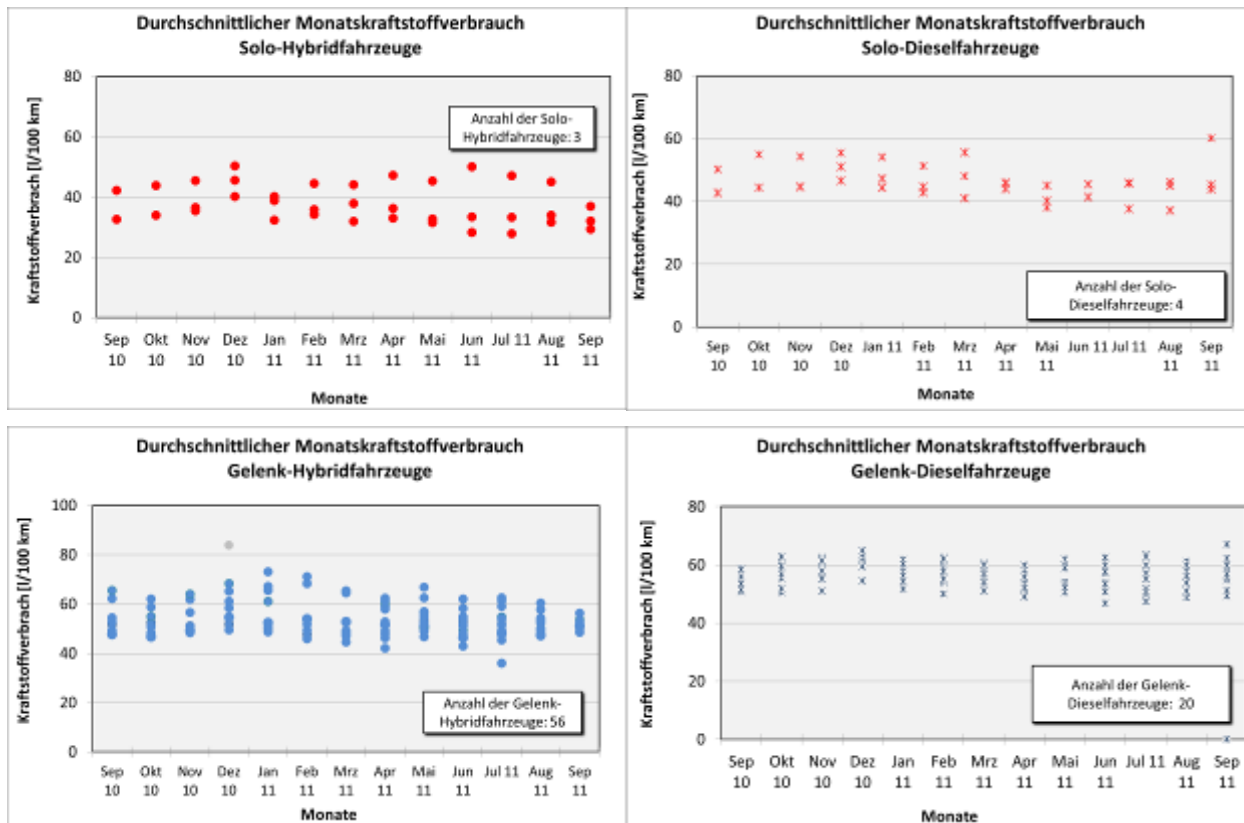 Durchschnittlicher Monatskraftstoffverbrauch
Solo-Hybridfahrzeuge
Kraftstoffverbrach [l/100 km]
80
60
40
20
0
Anzahl der Solo-
Hybridfahrzeuge: 3
Sep Okt Nov Dez Jan Feb Mrz Apr Mai Jun Jul 11 Aug Sep
10 10 10 10 11 11 11 11 11 11 11 11
Monate
Durchschnittlicher Monatskraftstoffverbrauch
Solo-Dieselfahrzeuge
Kraftstoffverbrach [l/100 km]
80
60
40
20
0
Anzahl der Solo-
Dieselfahrzeuge: 4
Sep Okt Nov Dez Jan 11 Feb Mrz Apr Mai Jun 11 Jul 11 Aug Sep
10 10 10 10 11 11 11 11 11 11
Monate
Durchschnittlicher Monatskraftstoffverbrauch
Gelenk-Hybridfahrzeuge
Kraftstoffverbrach [l/100 km]
100
80
60
40
20
0
Anzahl der Gelenk-
Hybridfahrzeuge: 56
Sep Okt Nov Dez Jan Feb Mrz Apr Mai Jun Jul 11 Aug Sep
10 10 10 10 11 11 11 11 11 11 11 11
Monate
Durchschnittlicher Monatskraftstoffverbrauch
Gelenk-Dieselfahrzeuge
Kraftstoffverbrach [l/100 km]
80
60
40
20
0
Anzahl der Gelenk-
Dieselfahrzeuge: 20
Sep Okt Nov Dez Jan Feb Mrz Apr Mai Jun Jul 11 Aug Sep
10 10 10 10 11 11 11 11 11 11 11 11
Monate